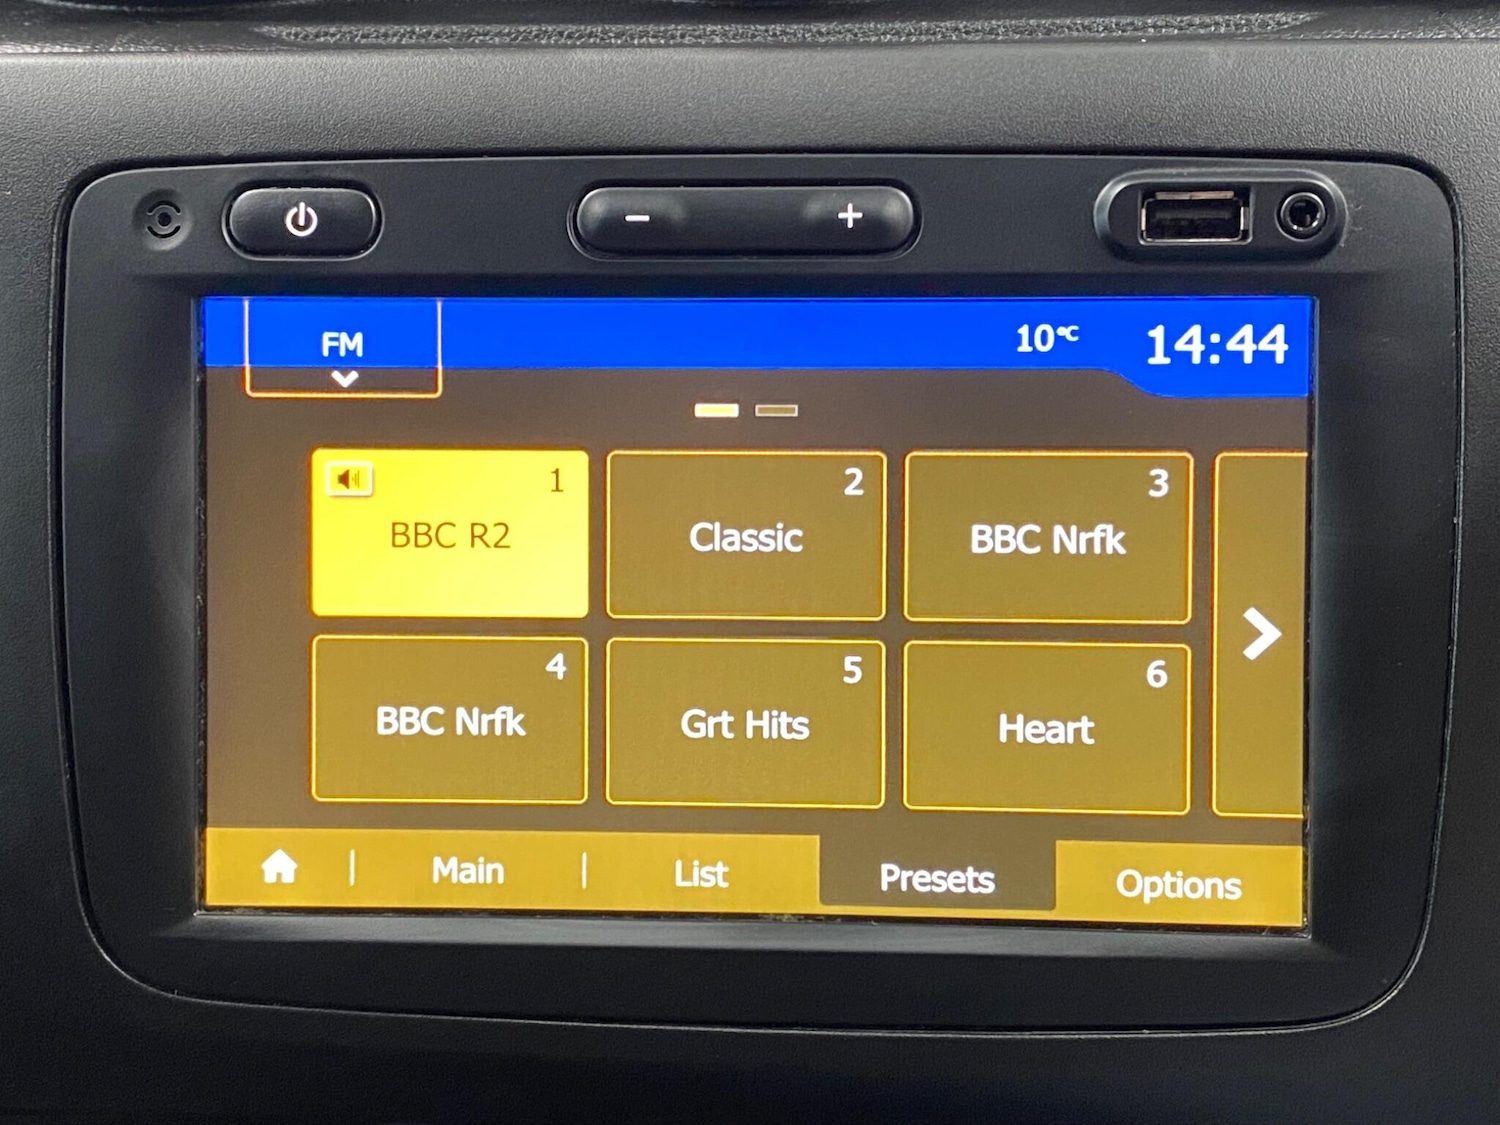 FM
10°C
14:44
1
BBC R2
2
Classic
3
BBC Nrfk
4
BBC Nrfk
5
Grt Hits
6
Heart
Main
List
Presets
Options